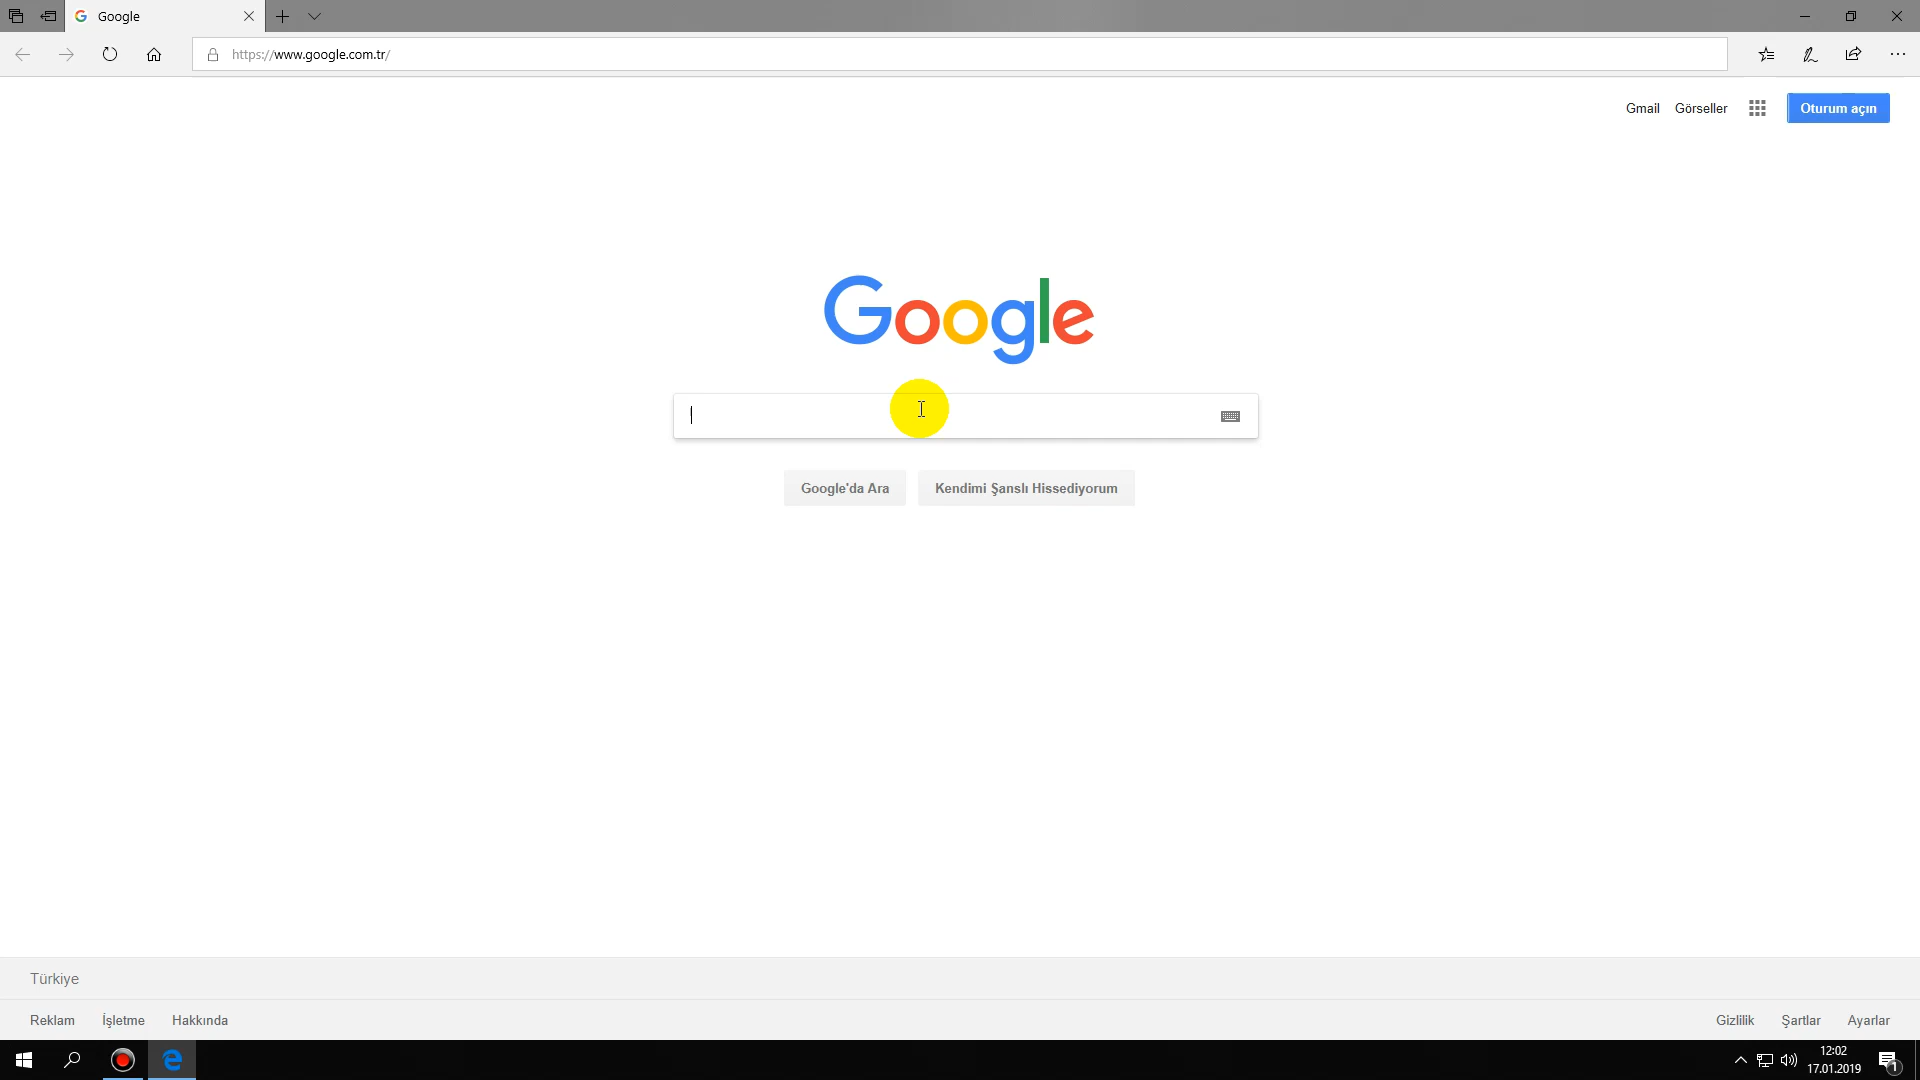 Google
https://www.google.com.tr/
Gmail Görseller Oturum açın
Google
Google'da Ara Kendimi Şanslı Hissediyorum
Türkiye
Reklam İşletme Hakkında Gizlilik Şartlar Ayarlar
12:02
17.01.2019
1